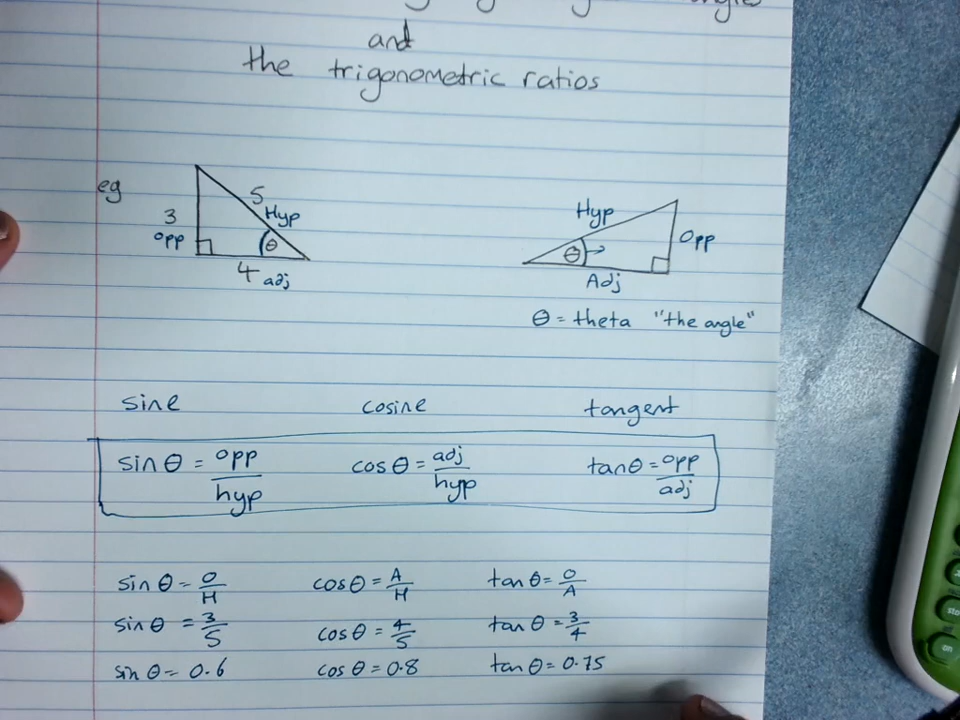 and
the trigonometric ratios
eg
3
opp
5
Hyp
θ
4 adj
Hyp
Opp
θ
Adj
θ = theta "the angle"
sine cosine tangent
sin θ = opp/hyp cos θ = adj/hyp tan θ = opp/adj
sin θ = O/H cos θ = A/H tan θ = O/A
sin θ = 3/5 cos θ = 4/5 tan θ = 3/4
sin θ = 0.6 cos θ = 0.8 tan θ = 0.75
on